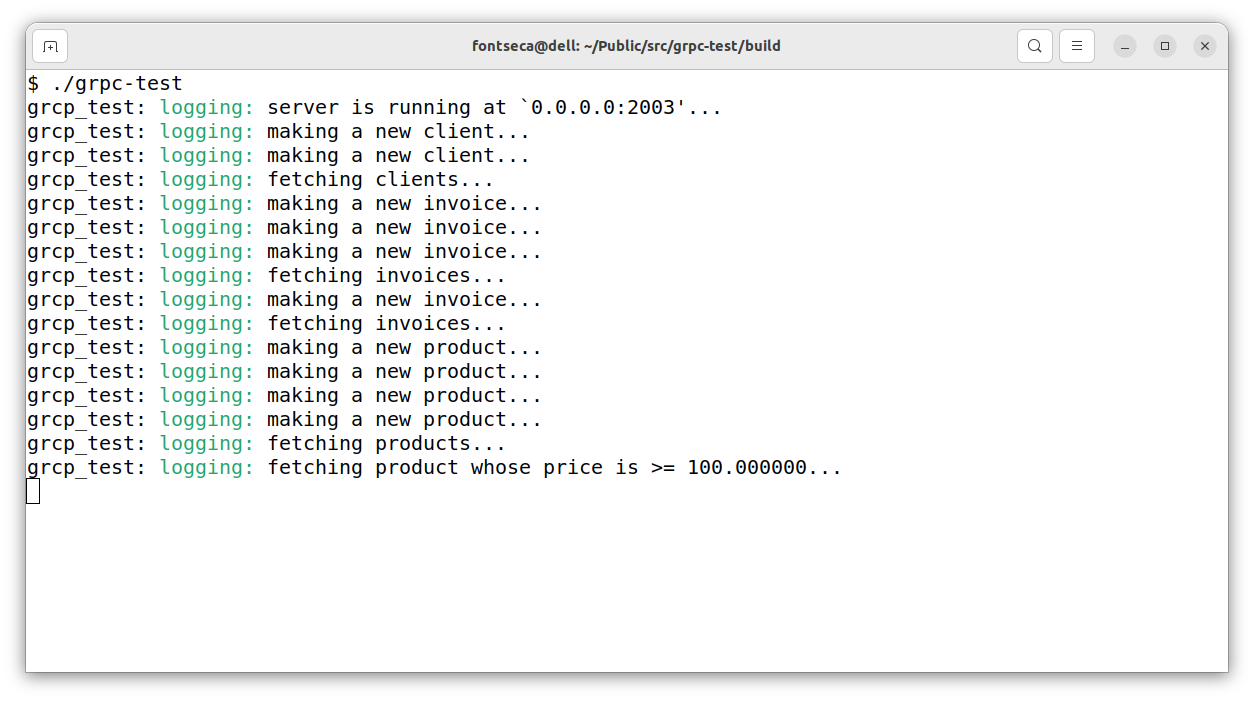 fontseca@dell: ~/Public/src/grpc-test/build
$ ./grpc-test
grcp_test: logging: server is running at `0.0.0.0:2003'...
grcp_test: logging: making a new client...
grcp_test: logging: making a new client...
grcp_test: logging: fetching clients...
grcp_test: logging: making a new invoice...
grcp_test: logging: making a new invoice...
grcp_test: logging: making a new invoice...
grcp_test: logging: fetching invoices...
grcp_test: logging: making a new invoice...
grcp_test: logging: fetching invoices...
grcp_test: logging: making a new product...
grcp_test: logging: making a new product...
grcp_test: logging: making a new product...
grcp_test: logging: making a new product...
grcp_test: logging: fetching products...
grcp_test: logging: fetching product whose price is >= 100.000000...